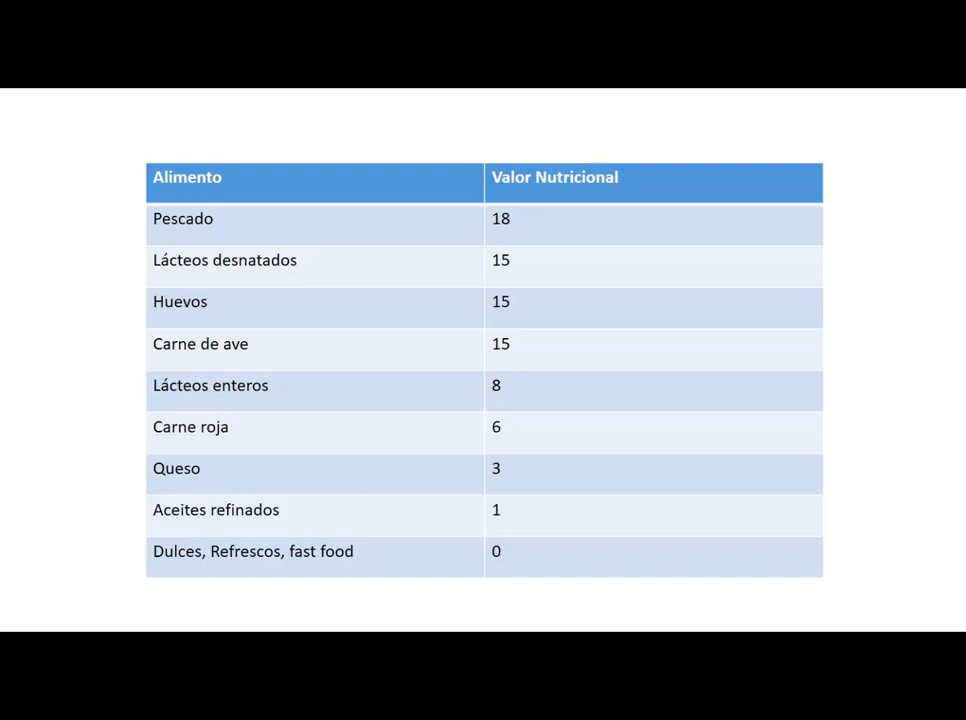 Alimento Valor Nutricional
Pescado 18
Lácteos desnatados 15
Huevos 15
Carne de ave 15
Lácteos enteros 8
Carne roja 6
Queso 3
Aceites refinados 1
Dulces, Refrescos, fast food 0